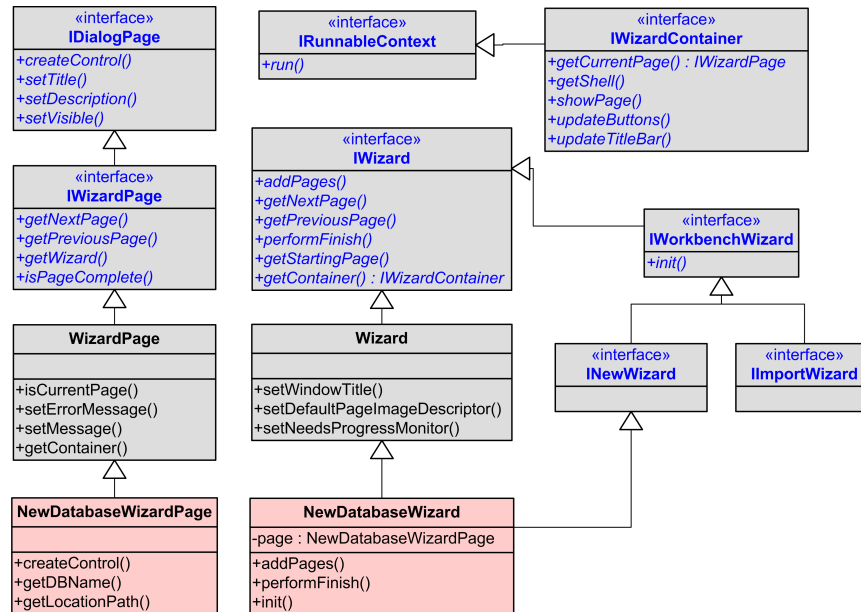 «interface»
IDialogPage
+createControl()
+setTitle()
+setDescription()
+setVisible()
«interface»
IRunnableContext
+run()
«interface»
IWizardContainer
+getCurrentPage() : IWizardPage
+getShell()
+showPage()
+updateButtons()
+updateTitleBar()
«interface»
IWizardPage
+getNextPage()
+getPreviousPage()
+getWizard()
+isPageComplete()
«interface»
IWizard
+addPages()
+getNextPage()
+getPreviousPage()
+performFinish()
+getStartingPage()
+getContainer() : IWizardContainer
«interface»
IWorkbenchWizard
+init()
WizardPage
+isCurrentPage()
+setErrorMessage()
+setMessage()
+getContainer()
Wizard
+setWindowTitle()
+setDefaultPageImageDescriptor()
+setNeedsProgressMonitor()
«interface»
INewWizard
«interface»
IImportWizard
NewDatabaseWizardPage
+createControl()
+getDBName()
+getLocationPath()
NewDatabaseWizard
-page : NewDatabaseWizardPage
+addPages()
+performFinish()
+init()